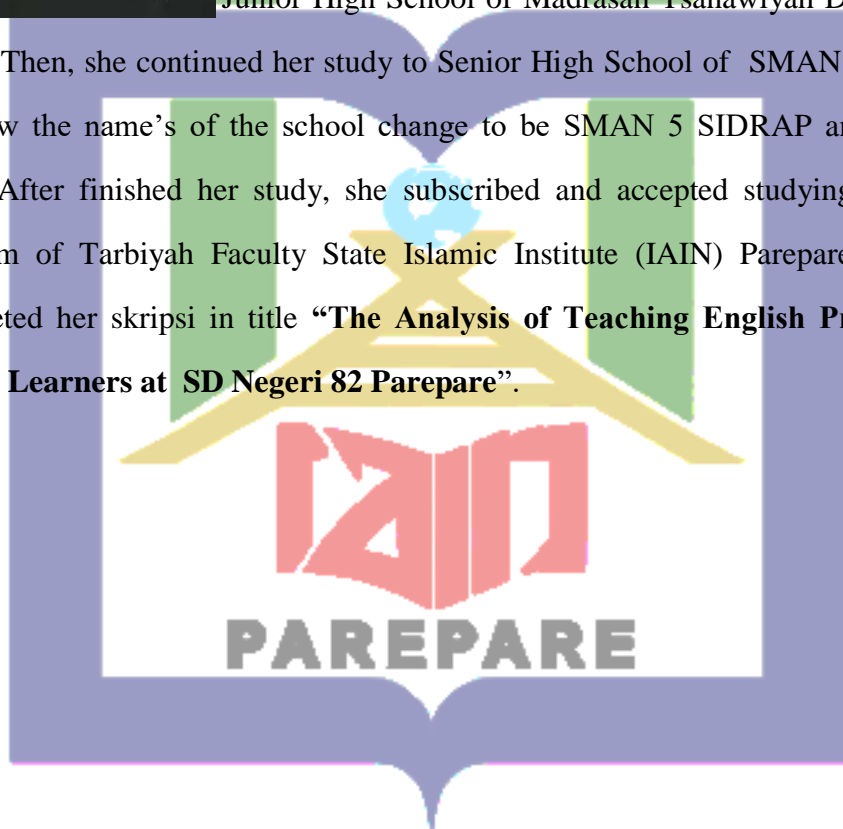 Junior High School of Madrasah Tsanawiyah
Then, she continued her study to Senior High School of SMAN
the name's of the school change to be SMAN 5 SIDRAP
After finished her study, she subscribed and accepted studying
of Tarbiyah Faculty State Islamic Institute (IAIN) Parepare
her skripsi in title “The Analysis of Teaching English
Learners at SD Negeri 82 Parepare”.
iain
PAREPARE